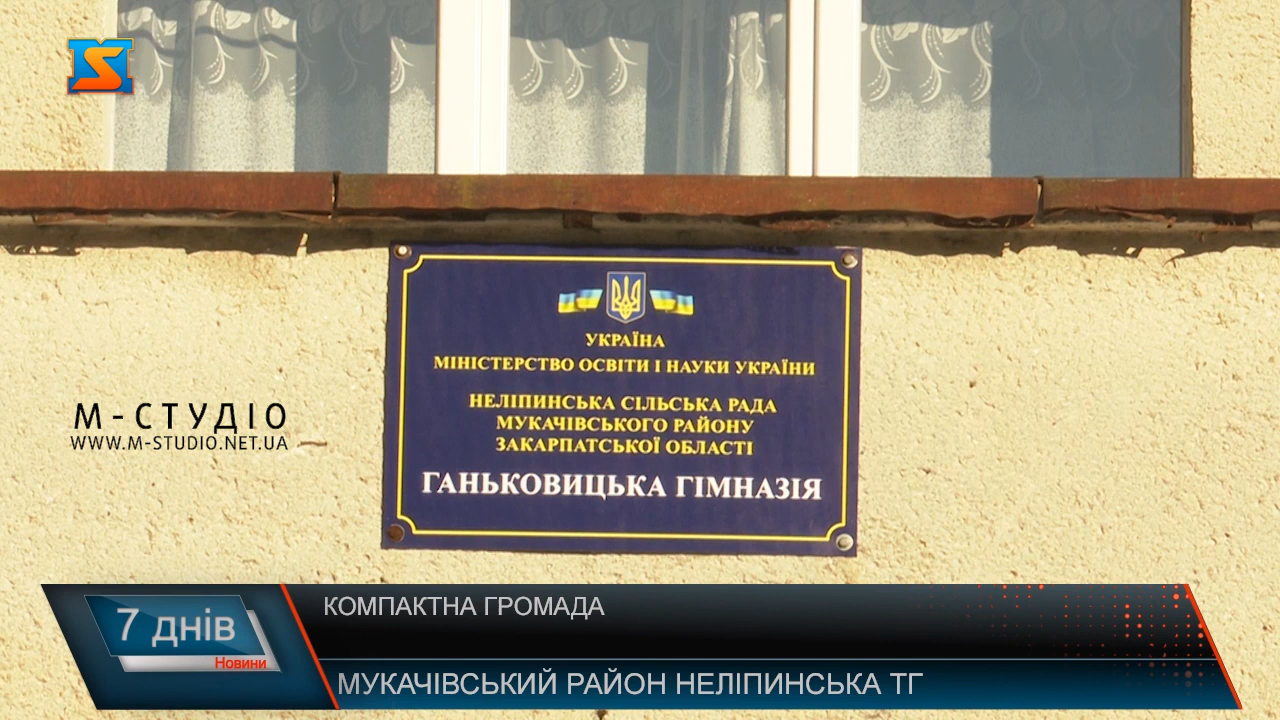 УКРАЇНА
МІНІСТЕРСТВО ОСВІТИ І НАУКИ УКРАЇНИ
НЕЛІПИНСЬКА СІЛЬСЬКА РАДА
МУКАЧІВСЬКОГО РАЙОНУ
ЗАКАРПАТСЬКОЇ ОБЛАСТІ
ГАНЬКОВИЦЬКА ГІМНАЗІЯ
М-СТУДІО
WWW.M-STUDIO.NET.UA
7 днів
Новини
КОМПАКТНА ГРОМАДА
МУКАЧІВСЬКИЙ РАЙОН НЕЛІПИНСЬКА ТГ